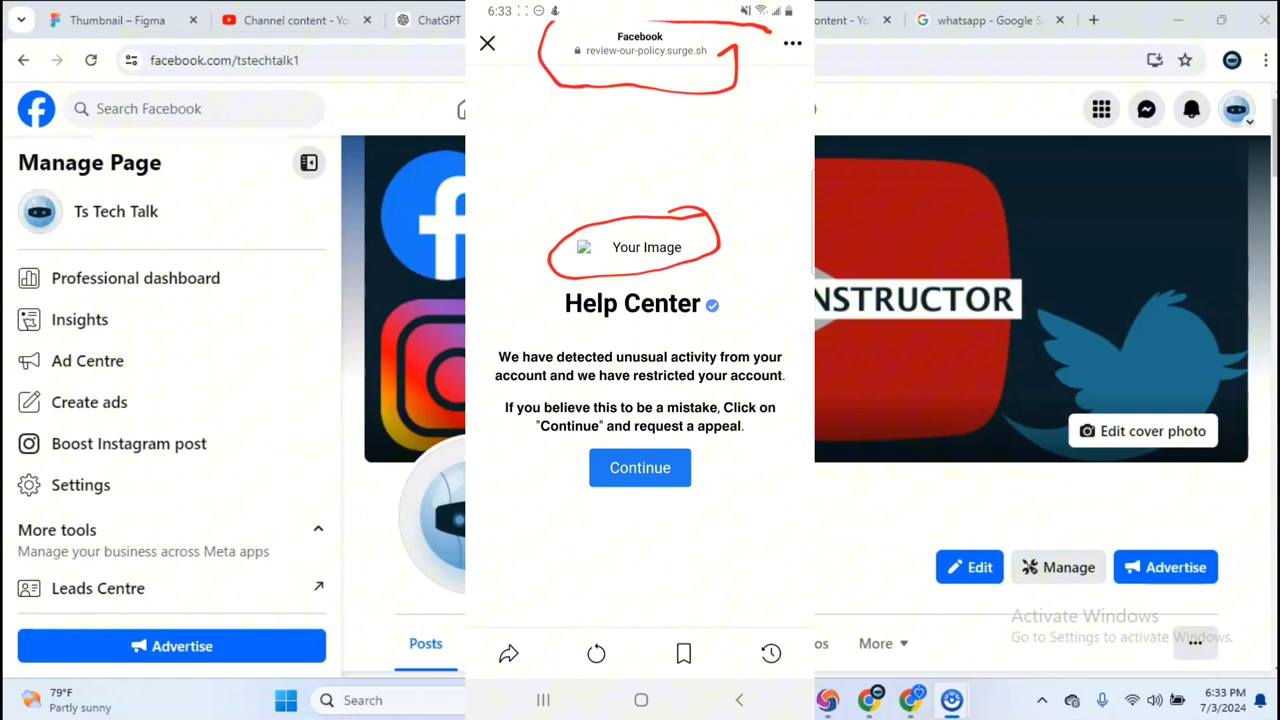 Thumbnail – Figma
Channel content - Yo
ChatGPT
ontent - Yo
whatsapp - Google S
facebook.com/tstechtalk1
Search Facebook
Manage Page
Ts Tech Talk
Professional dashboard
Insights
Ad Centre
Create ads
Boost Instagram post
Settings
More tools
Manage your business across Meta apps
Leads Centre
Advertise
6:33
Facebook
review-our-policy.surge.sh
Your Image
Help Center
We have detected unusual activity from your
account and we have restricted your account.
If you believe this to be a mistake, Click on
"Continue" and request a appeal.
Continue
NSTRUCTOR
Edit cover photo
Edit
Manage
Advertise
Activate Windows
Go to Settings to activate Windows.
Posts
os
More
79°F
Partly sunny
Search
6:33 PM
7/3/2024